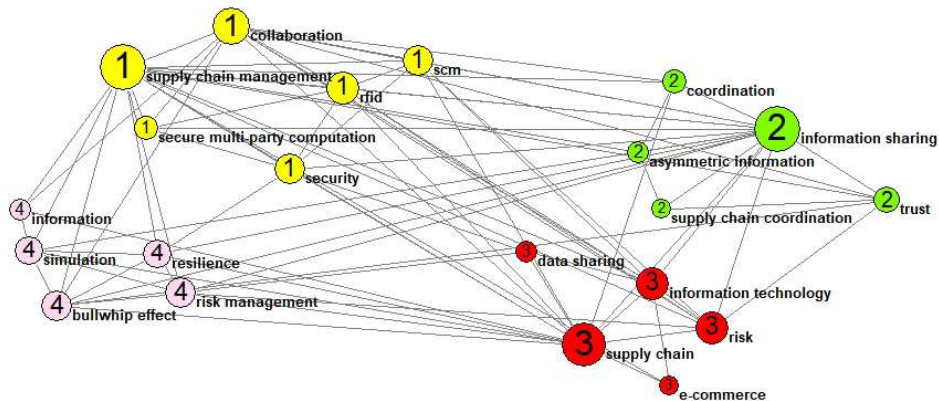 1 collaboration
1 supply chain management
1 scm
1 rfid
1 secure multi-party computation
1 security
2 coordination
2 information sharing
2 asymmetric information
2 supply chain coordination
2 trust
4 information
4 simulation
4 resilience
4 risk management
4 bullwhip effect
3 data sharing
3 information technology
3 risk
3 supply chain
3 e-commerce